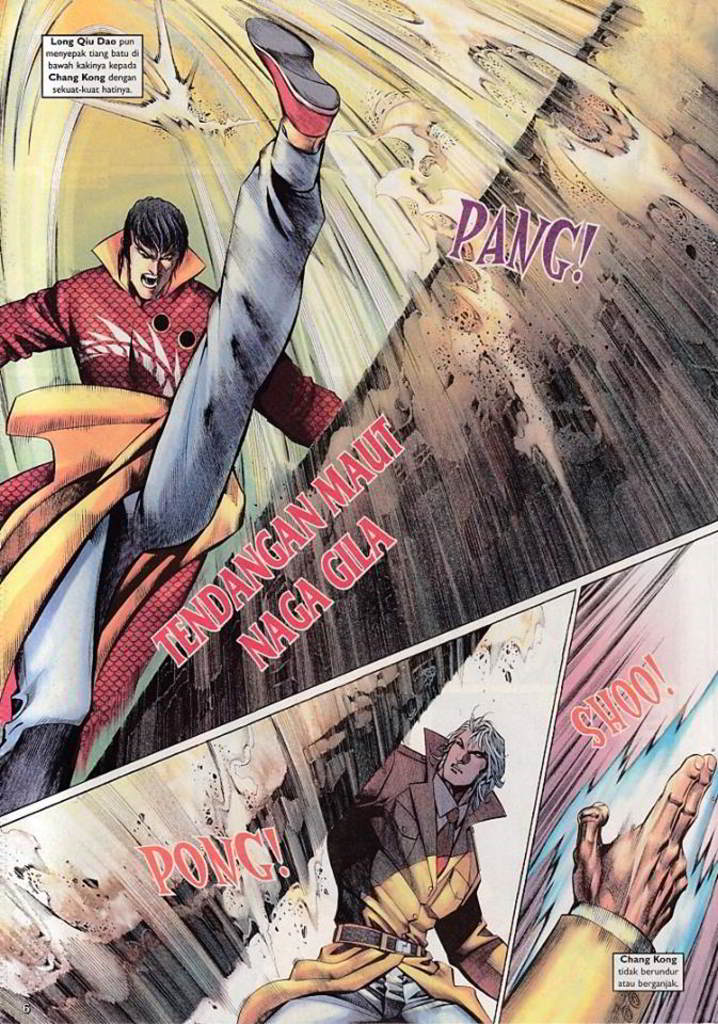 Long Qiu Dao pun
menyepak tiang batu di
bawah kakinya kepada
Chang Kong dengan
sekuat-kuat hatinya.
PANG!
TENDANGAN MAUT
NAGA GILA
PONG!
SHOO!
Chang Kong
tidak berundur
atau berganjak.
6